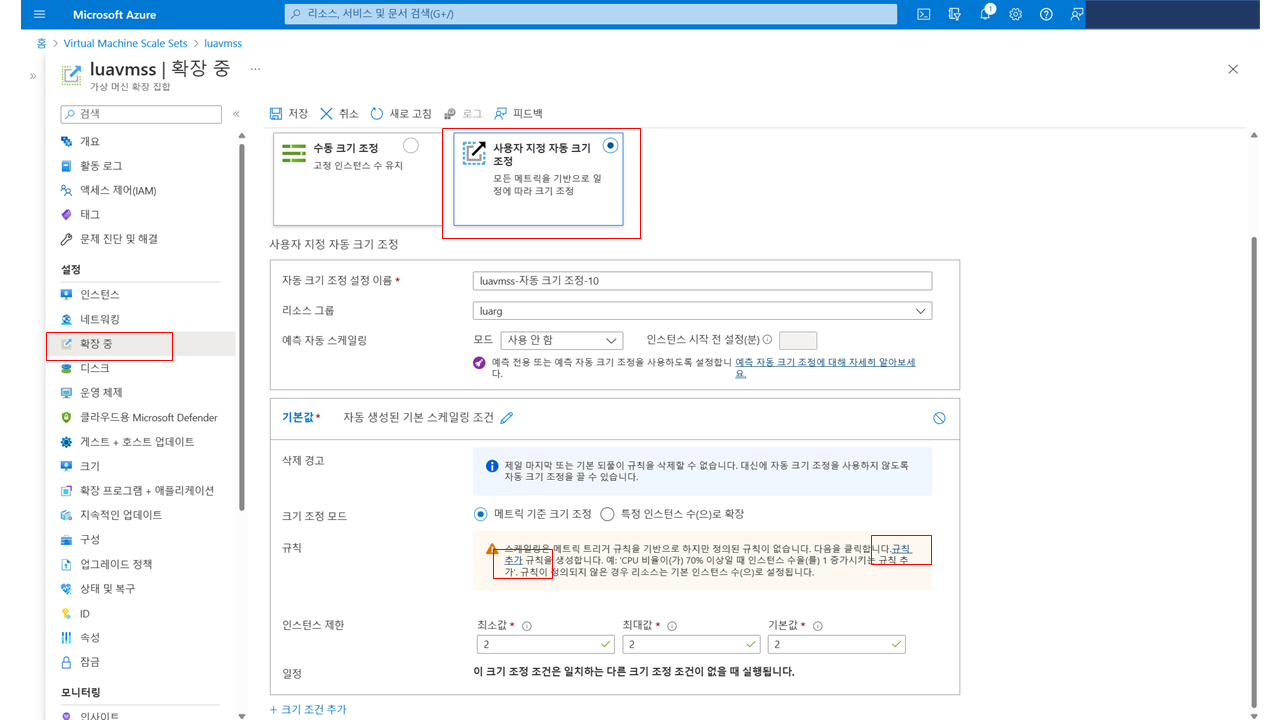 Microsoft Azure
리소스, 서비스 및 문서 검색(G+/)
1
홈 > Virtual Machine Scale Sets > luavmss
luavmss | 확장 중 ...
가상 머신 확장 집합
검색
개요
활동 로그
액세스 제어(IAM)
태그
문제 진단 및 해결
설정
인스턴스
네트워킹
확장 중
디스크
운영 체제
클라우드용 Microsoft Defender
게스트 + 호스트 업데이트
크기
확장 프로그램 + 애플리케이션
지속적인 업데이트
구성
업그레이드 정책
상태 및 복구
ID
속성
잠금
모니터링
인사이트
저장 취소 새로 고침 로그 피드백
수동 크기 조정
고정 인스턴스 수 유지
사용자 지정 자동 크기
조정
모든 메트릭을 기반으로 일
정에 따라 크기 조정
사용자 지정 자동 크기 조정
자동 크기 조정 설정 이름 * luavmss-자동 크기 조정-10
리소스 그룹 luarg
예측 자동 스케일링 모드 사용 안 함 인스턴스 시작 전 설정(분)
예측 전용 또는 예측 자동 크기 조정을 사용하도록 설정합니 예측 자동 크기 조정에 대해 자세히 알아보세
다. 요.
기본값* 자동 생성된 기본 스케일링 조건
삭제 경고
제일 마지막 또는 기본 되풀이 규칙을 삭제할 수 없습니다. 대신에 자동 크기 조정을 사용하지 않도록
자동 크기 조정을 끌 수 있습니다.
크기 조정 모드 메트릭 기준 크기 조정 특정 인스턴스 수(으)로 확장
규칙 스케일링은 메트릭 트리거 규칙을 기반으로 하지만 정의된 규칙이 없습니다. 다음을 클릭합니다.규칙
추가 규칙을 생성합니다. 예: 'CPU 비율이(가) 70% 이상일 때 인스턴스 수을(를) 1 증가시키는 규칙 추
가'. 규칙이 정의되지 않은 경우 리소스는 기본 인스턴스 수(으)로 설정됩니다.
인스턴스 제한 최소값 * 최대값 * 기본값 *
2 2 2
일정 이 크기 조정 조건은 일치하는 다른 크기 조정 조건이 없을 때 실행됩니다.
+ 크기 조건 추가